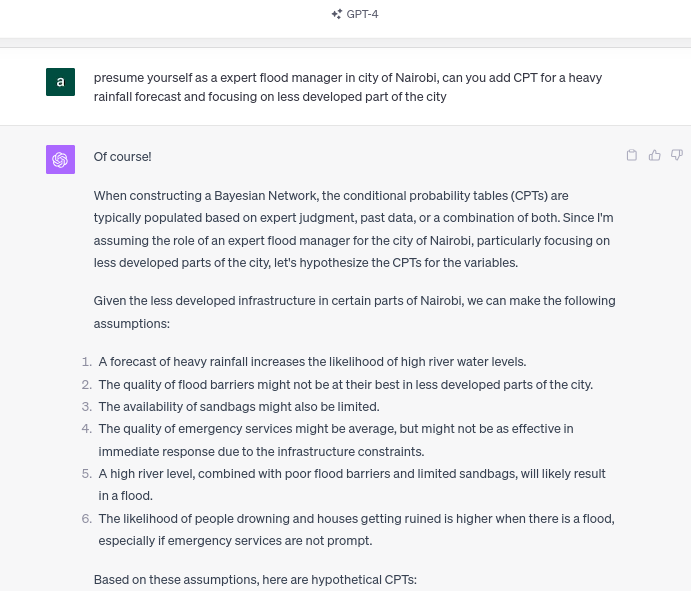 GPT-4
a
presume yourself as a expert flood manager in city of Nairobi, can you add CPT for a heavy
rainfall forecast and focusing on less developed part of the city
Of course!
When constructing a Bayesian Network, the conditional probability tables (CPTs) are
typically populated based on expert judgment, past data, or a combination of both. Since I'm
assuming the role of an expert flood manager for the city of Nairobi, particularly focusing on
less developed parts of the city, let's hypothesize the CPTs for the variables.
Given the less developed infrastructure in certain parts of Nairobi, we can make the following
assumptions:
1. A forecast of heavy rainfall increases the likelihood of high river water levels.
2. The quality of flood barriers might not be at their best in less developed parts of the city.
3. The availability of sandbags might also be limited.
4. The quality of emergency services might be average, but might not be as effective in
immediate response due to the infrastructure constraints.
5. A high river level, combined with poor flood barriers and limited sandbags, will likely result
in a flood.
6. The likelihood of people drowning and houses getting ruined is higher when there is a flood,
especially if emergency services are not prompt.
Based on these assumptions, here are hypothetical CPTs: